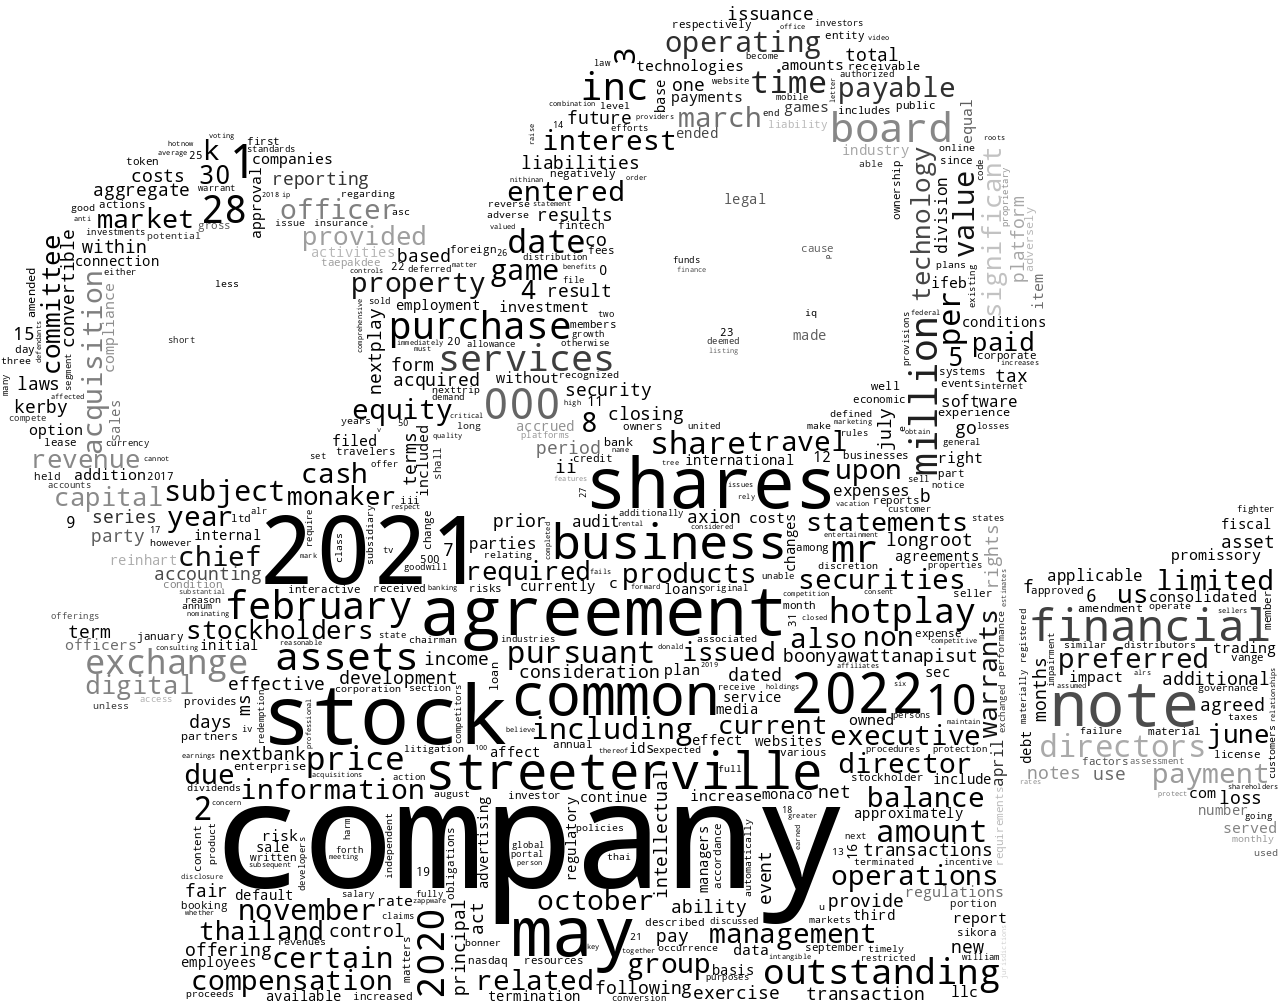 issuance
respectively office investors
operating entity video
3 become total
law technologies amounts receivable
inc one website time authorized
base payments mobile letter payable
combination level games includes public
future providers march end board equal
14 efforts liability
raise interest ended industry roots
voting liabilities able online
hotnow k 1 first standards
average 25 companies negatively since code
token 30 nithinan order
costs warrant reporting entered technology significant
aggregate 28 approval 2018 ip regarding legal ownership division value platform proprietary adversely
good actions officer asc reverse statement
anti market gross issue insurance adverse results
investments potential provided valued fintech
committee within activities foreign 26 date co fees cause
convertible connection taepakdee based distribution funds plans item
either 22 deferred matter game benefits 0 finance
amended acquisition compliance less controls property file ifeb existing
sold 4 result
15 defendants employment investment two iq federal
day short comprehensive purchase members growth 23 made million per conditions
three immediately 20 allowance otherwise deemed provisions 5 paid
must services listing corporate increases
many laws segment nextplay form without recognized systems tax
affected acquired nexttrip security well events internet
kerby sales equity demand 000 high 11 economic software
compete years 50 critical accrued 8 closing defined experience
option long platforms owners united make marketing july obtain go losses
lease currency v quality period bank share travel rules general
revenue filed terms name
cannot set travelers included shall ii credit tree international 12 businesses right
held addition 2017 cash offer features shares issues upon sell part
accounts capital subject monaker iii 27 rely vacation expenses b notice
series year ltd alr respect additionally axion cost reports customer
9 party 17 2021 change prior audit rental considered changes statements states
however internal require class subsidiary 7 parties business entertainment longroot
reinhart chief mark tv 500 relating completed among mr agreements rights
accounting goodwill required fails products unable discretion properties
condition interactive received banking risks currently c forward loans original securities seller
substantial reason february agreement competition consent estimates
annum nominating month hotplay
offerings stockholders state chairman industries donald associated 31 closed expense performance
term january reasonable also non competitive
officers consulting initial assets income pursuant issued boonyawattanapisut Warrants
exchange development consideration plan 2019 affiliates
digital effective corporation section loan dated six sec exchanged
access provides ms stock common receive holdings 2022 10
unless days redemption professional competitors service media persons maintain
partners iv believe including current owned executive april
earnings nextbank price litigation 100 annual thereof ids expected effect websites various procedures protection
due enterprise acquisitions action affect streeterville full director
dividends information stockholder include requirements
2 concern august investor continue increase monaco net balance
company 18 greater approximately
content product risk harm independent advertising policies regulatory intellectual managers accordance automatically earned next amount
sale forth global portal person thai event 13 16 transactions
written meeting obligations terminated incentive
disclosure subsequent developers 19 operations
fair default salary fully zappware october ability u provide regulations
booking november rate portion
whether claims act may described discussed markets third report
thailand control 2020 principal key 21 pay management sikora
offering revenues bonner together occurrence data september timely new
employees certain matters nasdaq resources group basis intangible restricted william jurisdictions
compensation related following purposes outstanding
proceeds available increased termination conversion exercise transaction llc
fighter
fiscal
asset
promissory
applicable limited
f approved 6 us consolidated
amendment operate sellers member
financial
materially registered similar distributors trading
impairment preferred vange
months assumed impact alrs additional
governance customers relationships
note agreed
taxes
failure material june
debt directors license
factors assessment
notes use payment shareholders
rates protect com loss
number going
served
monthly
used